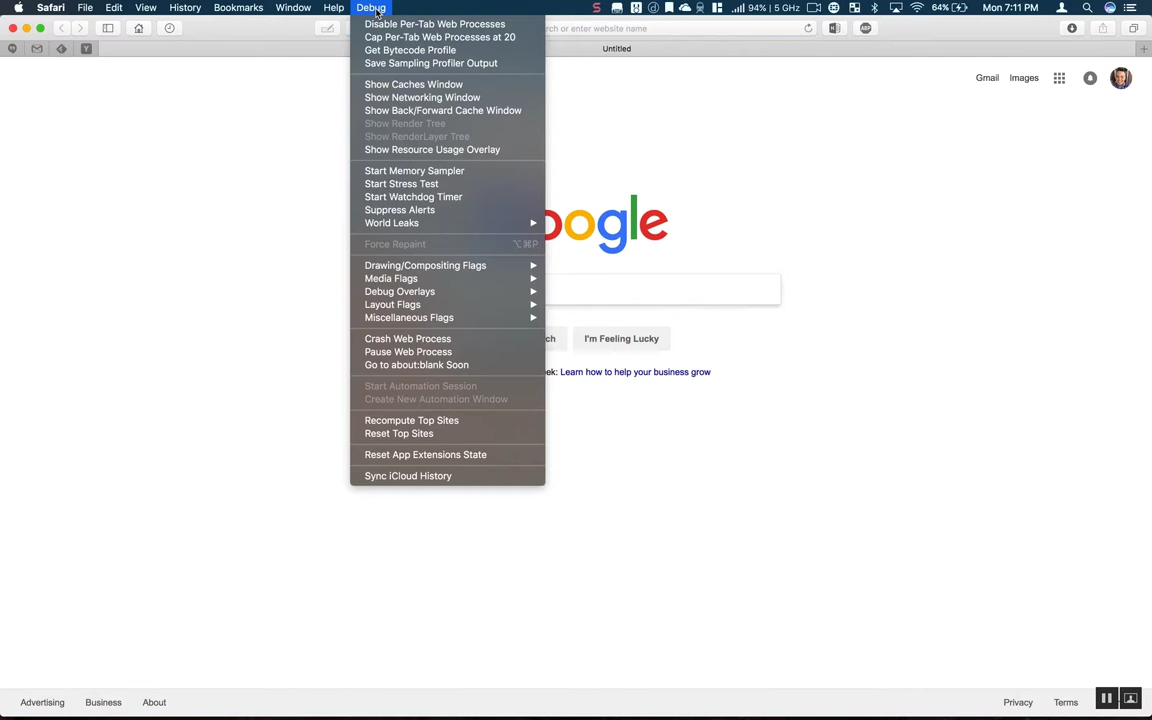 Safari File Edit View History Bookmarks Window Help Debug 94% | 5 GHz 64% Mon 7:11 PM
Search or enter website name
Untitled
Disable Per-Tab Web Processes
Cap Per-Tab Web Processes at 20
Get Bytecode Profile
Save Sampling Profiler Output
Show Caches Window
Show Networking Window
Show Back/Forward Cache Window
Show Render Tree
Show RenderLayer Tree
Show Resource Usage Overlay
Start Memory Sampler
Start Stress Test
Start Watchdog Timer
Suppress Alerts
World Leaks
Force Repaint ⌥⌘P
Drawing/Compositing Flags
Media Flags
Debug Overlays
Layout Flags
Miscellaneous Flags
Crash Web Process
Pause Web Process
Go to about:blank Soon
Start Automation Session
Create New Automation Window
Recompute Top Sites
Reset Top Sites
Reset App Extensions State
Sync iCloud History
Gmail Images
oogle
ch I'm Feeling Lucky
ek: Learn how to help your business grow
Advertising Business About Privacy Terms